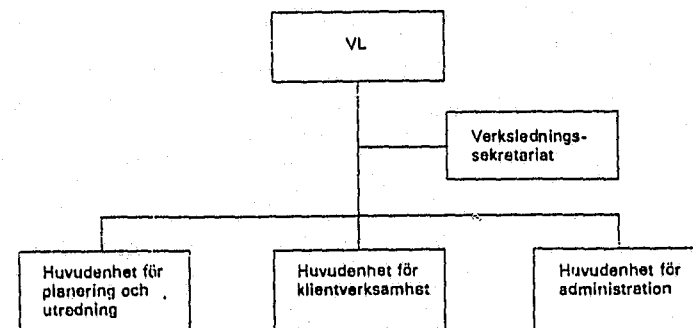 VL
Verkslednings-
sekretariat
Huvudenhet för
planering och
utredning
Huvudenhet för
klientverksamhet
Huvudenhet för
administration